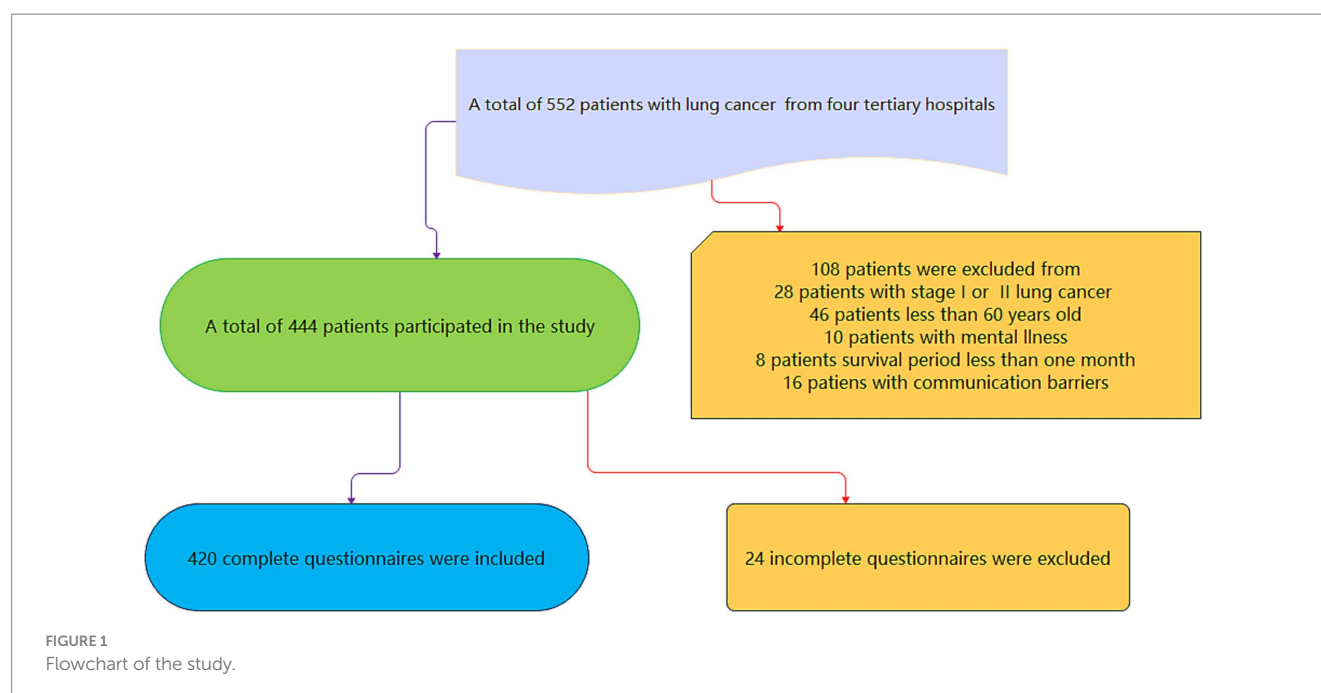 A total of 552 patients with lung cancer from four tertiary hospitals
A total of 444 patients participated in the study
108 patients were excluded from
28 patients with stage I or II lung cancer
46 patients less than 60 years old
10 patients with mental llness
8 patients survival period less than one month
16 patiens with communication barriers
420 complete questionnaires were included
24 incomplete questionnaires were excluded
FIGURE 1
Flowchart of the study.